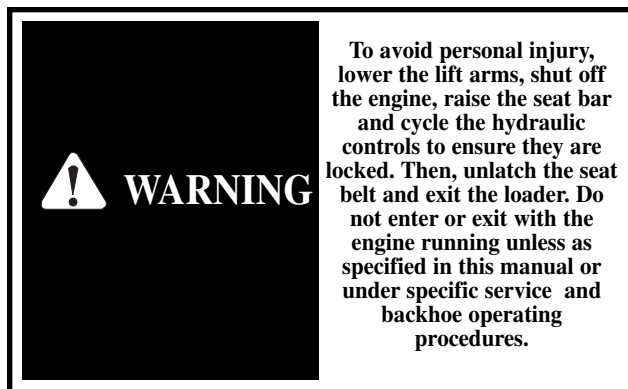 WARNING
To avoid personal injury,
lower the lift arms, shut off
the engine, raise the seat bar
and cycle the hydraulic
controls to ensure they are
locked. Then, unlatch the seat
belt and exit the loader. Do
not enter or exit with the
engine running unless as
specified in this manual or
under specific service  and
backhoe operating
procedures.